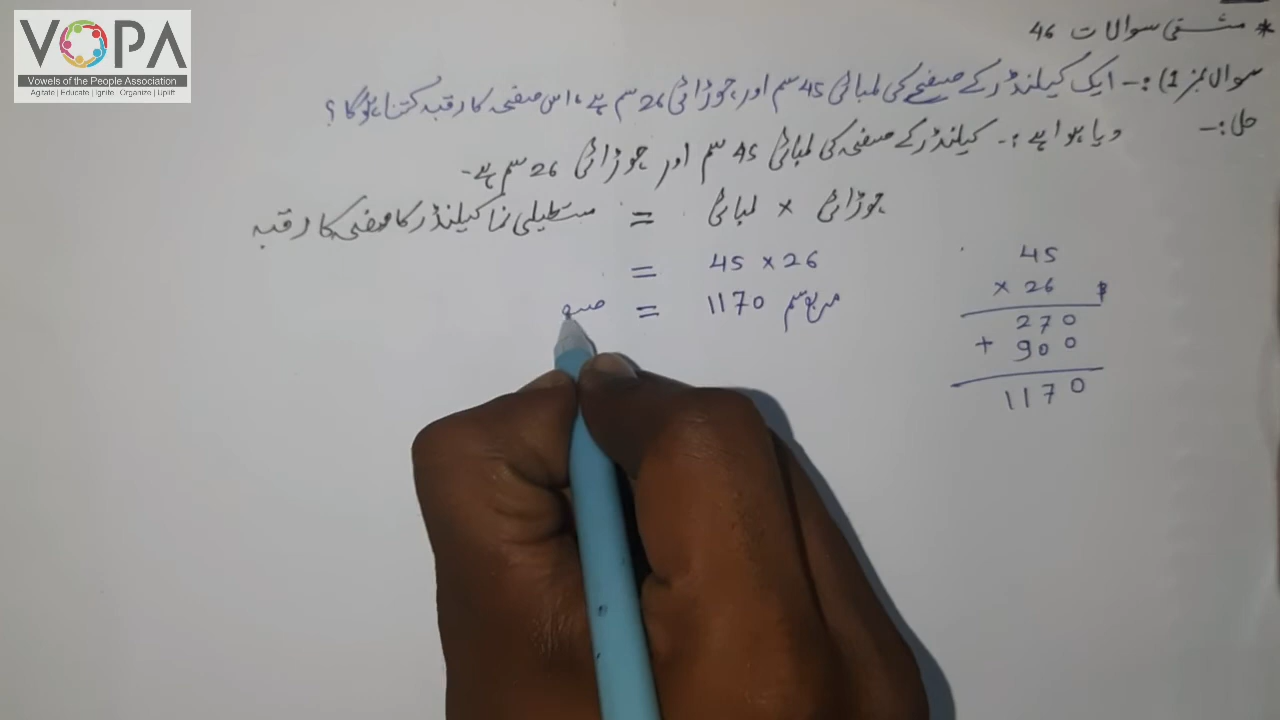 VOPA
Vowels of the People Association
Agitate | Educate | Ignite | Organize | Uplift
* مشقی سوالات 46
سوال نمبر 1) :- ایک کیلنڈر کے صفحے کی لمبائی 45 سم اور چوڑائی 26 سم ہے، اس صفحہ کا رقبہ کتنا ہوگا؟
حل :- دیا ہوا ہے :- کیلنڈر کے صفحہ کی لمبائی 45 سم اور چوڑائی 26 سم ہے-
مستطیلی نما کیلنڈر کا صفحہ کا رقبہ = لمبائی × چوڑائی
= 45 × 26
= 1170 مربع سم
45
× 26
270
+ 900
1170